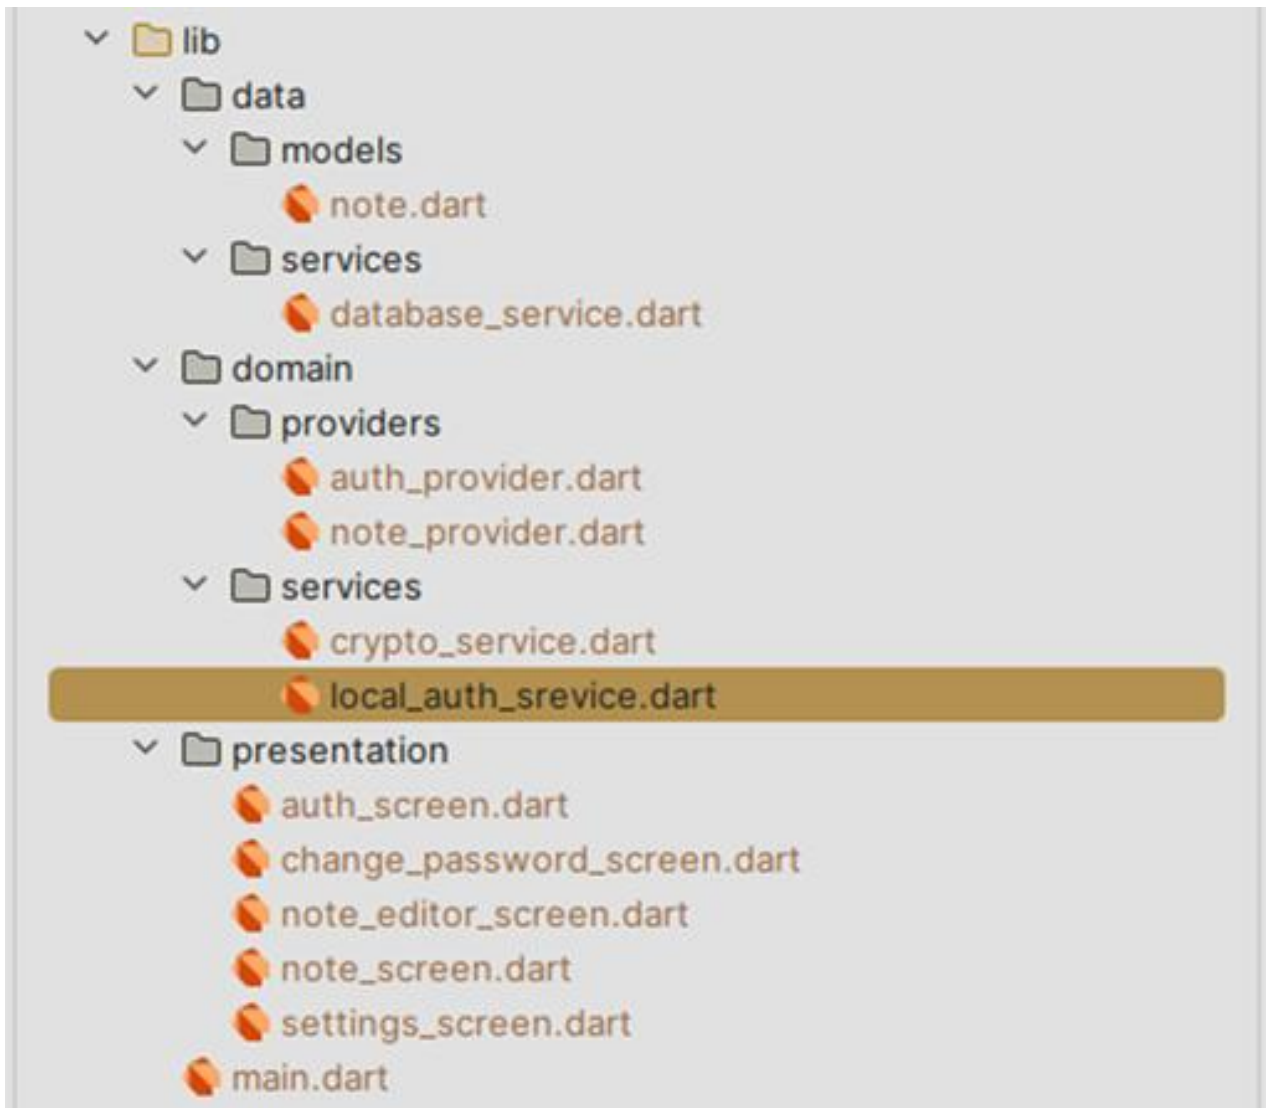 lib
data
models
note.dart
services
database_service.dart
domain
providers
auth_provider.dart
note_provider.dart
services
crypto_service.dart
local_auth_srevice.dart
presentation
auth_screen.dart
change_password_screen.dart
note_editor_screen.dart
note_screen.dart
settings_screen.dart
main.dart